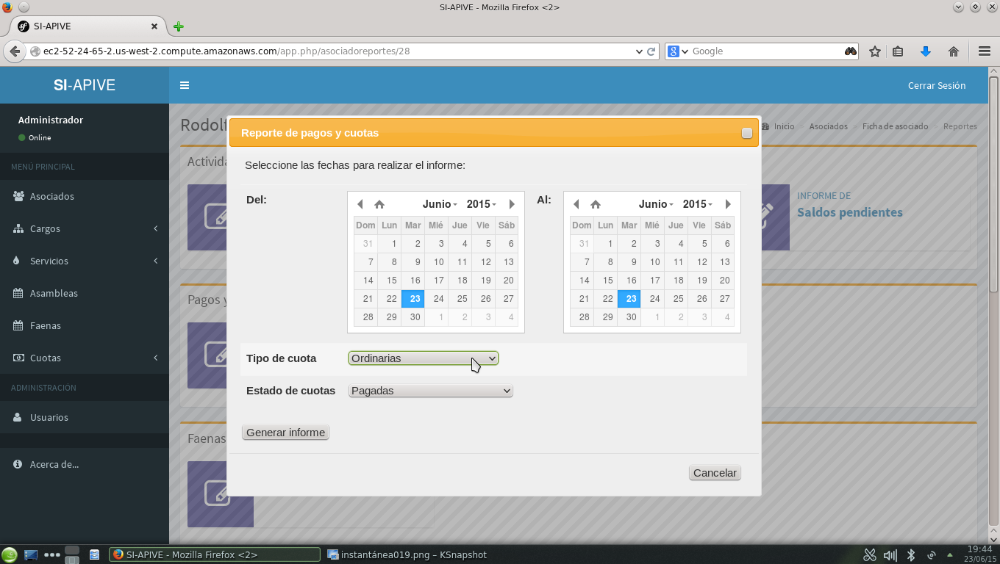 SI-APIVE - Mozilla Firefox <2>
SI-APIVE
ec2-52-24-65-2.us-west-2.compute.amazonaws.com/app.php/asociadoreportes/28
Google
SI-APIVE
Cerrar Sesión
Administrador
Online
MENÚ PRINCIPAL
Asociados
Cargos
Servicios
Asambleas
Faenas
Cuotas
ADMINISTRACIÓN
Usuarios
Acerca de...
Rodolf
Inicio > Asociados > Ficha de asociado > Reportes
Activida
INFORME DE
Saldos pendientes
Pagos y
Faenas
Reporte de pagos y cuotas
Seleccione las fechas para realizar el informe:
Del:
Junio 2015
Dom Lun Mar Mié Jue Vie Sáb
31 1 2 3 4 5 6
7 8 9 10 11 12 13
14 15 16 17 18 19 20
21 22 23 24 25 26 27
28 29 30 1 2 3 4
Al:
Junio 2015
Dom Lun Mar Mié Jue Vie Sáb
31 1 2 3 4 5 6
7 8 9 10 11 12 13
14 15 16 17 18 19 20
21 22 23 24 25 26 27
28 29 30 1 2 3 4
Tipo de cuota Ordinarias
Estado de cuotas Pagadas
Generar informe
Cancelar
SI-APIVE - Mozilla Firefox <2>
instantánea019.png – KSnapshot
19:44
23/06/15